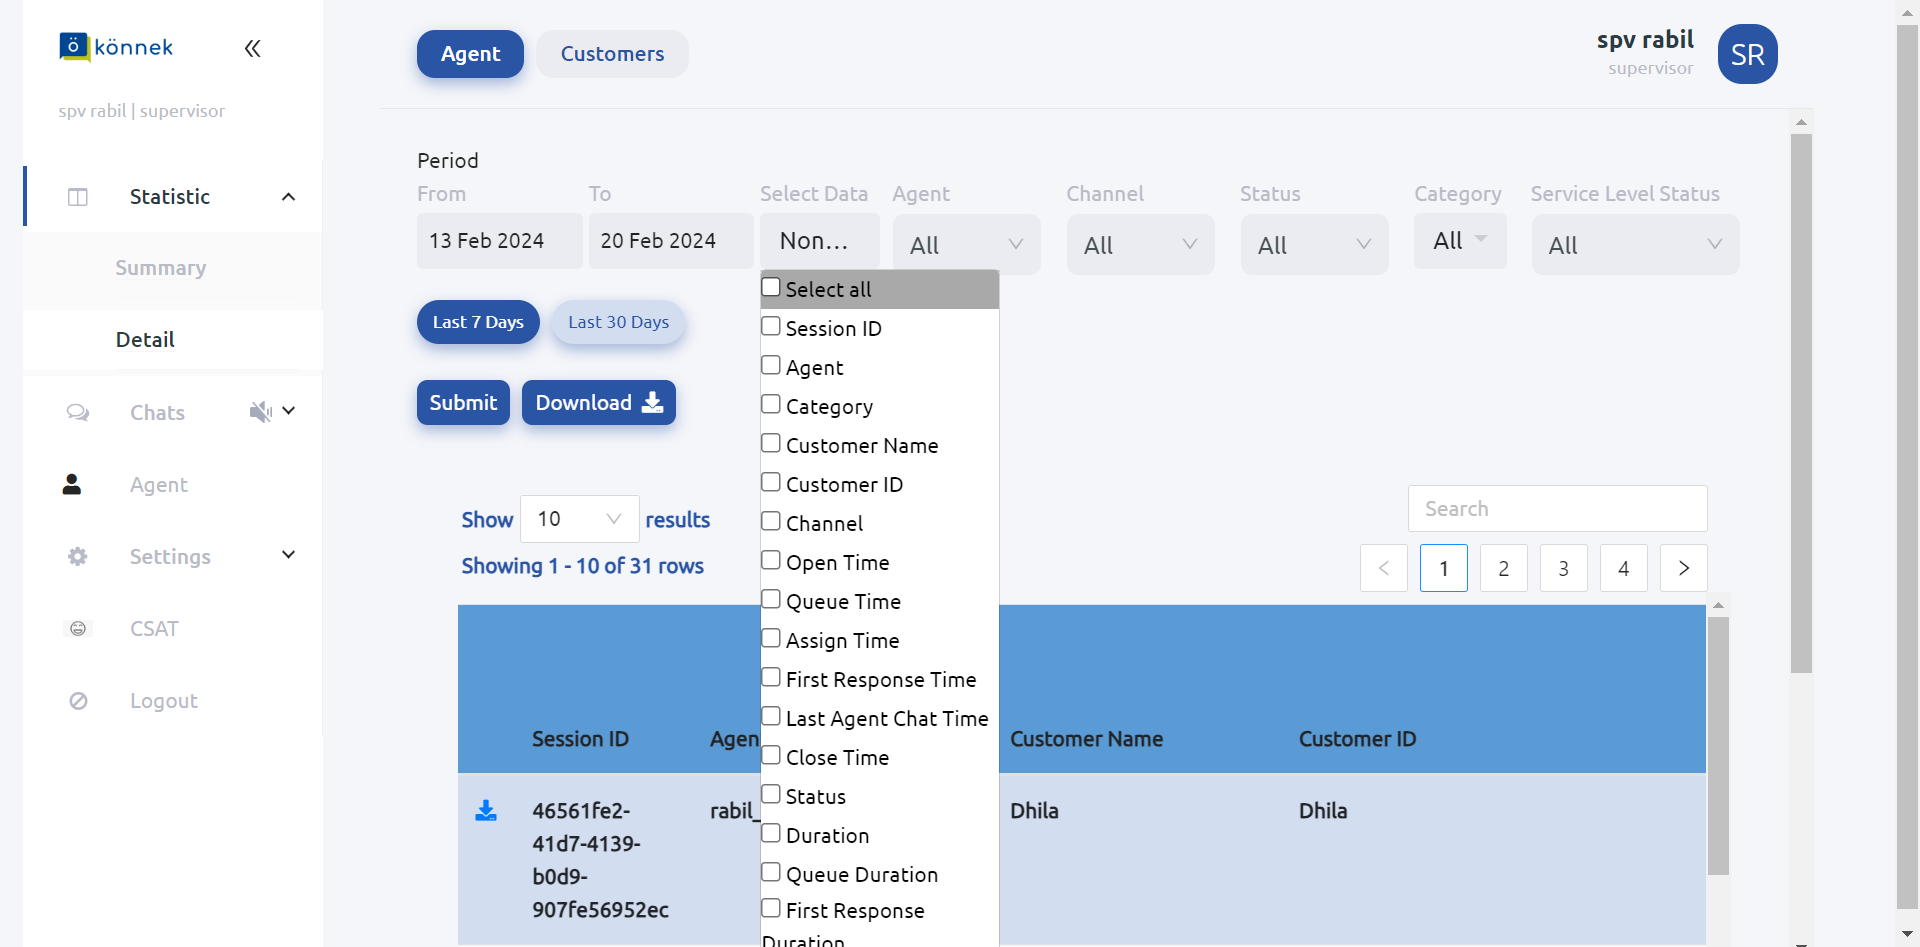 ö
könnek
spv rabil | supervisor
Statistic
Summary
Detail
Chats
Agent
Settings
CSAT
Logout
Agent
Customers
spv rabil
supervisor
SR
Period
From
To
Select Data
Agent
Channel
Status
Category
Service Level Status
13 Feb 2024
20 Feb 2024
Non...
All
All
All
All
All
Last 7 Days
Last 30 Days
Submit
Download
Select all
Session ID
Agent
Category
Customer Name
Customer ID
Channel
Open Time
Queue Time
Assign Time
First Response Time
Last Agent Chat Time
Close Time
Status
Duration
Queue Duration
First Response
Duration
Show 10 results
Showing 1 - 10 of 31 rows
Search
< 1 2 3 4 >
Session ID
Agen
Customer Name
Customer ID
46561fe2-
41d7-4139-
b0d9-
907fe56952ec
rabil_
Dhila
Dhila